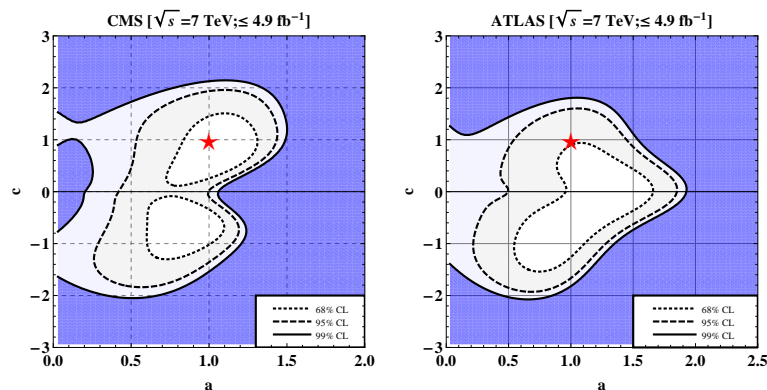 CMS [√s =7 TeV;≤ 4.9 fb⁻¹]
3
2
1
0
−1
−2
−3
c
68% CL
95% CL
99% CL
0.0 0.5 1.0 1.5 2.0
a
ATLAS [√s =7 TeV;≤ 4.9 fb⁻¹]
3
2
1
0
−1
−2
−3
c
68% CL
95% CL
99% CL
0.0 0.5 1.0 1.5 2.0 2.5
a